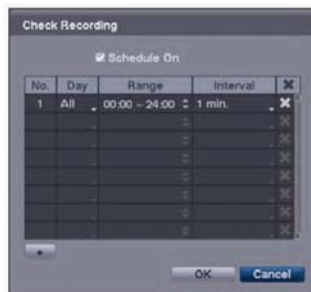 Check Recording
Schedule On
No. Day Range Interval
1 All 00:00 ~ 24:00 1 min.
OK Cancel